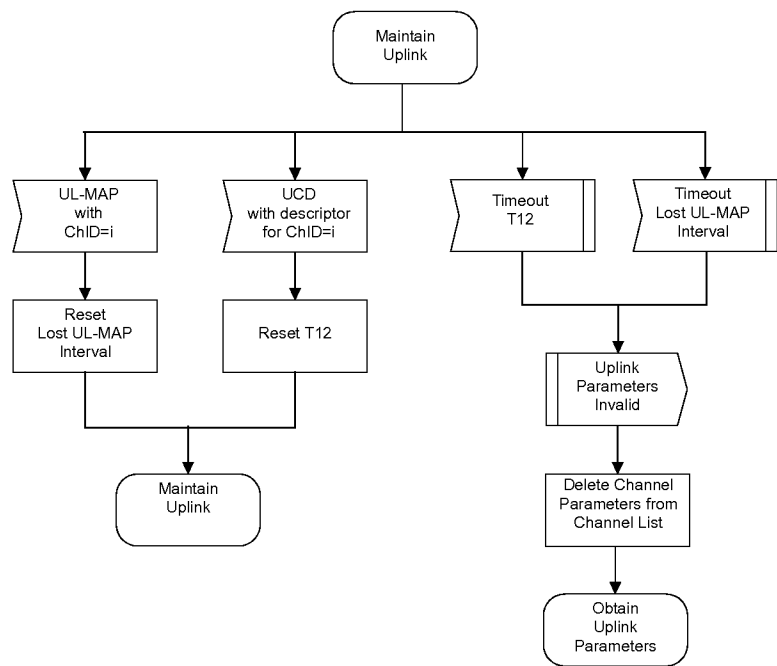 Maintain
Uplink
UL-MAP
with
ChID=i
UCD
with descriptor
for ChID=i
Timeout
T12
Timeout
Lost UL-MAP
Interval
Reset
Lost UL-MAP
Interval
Reset T12
Uplink
Parameters
Invalid
Maintain
Uplink
Delete Channel
Parameters from
Channel List
Obtain
Uplink
Parameters